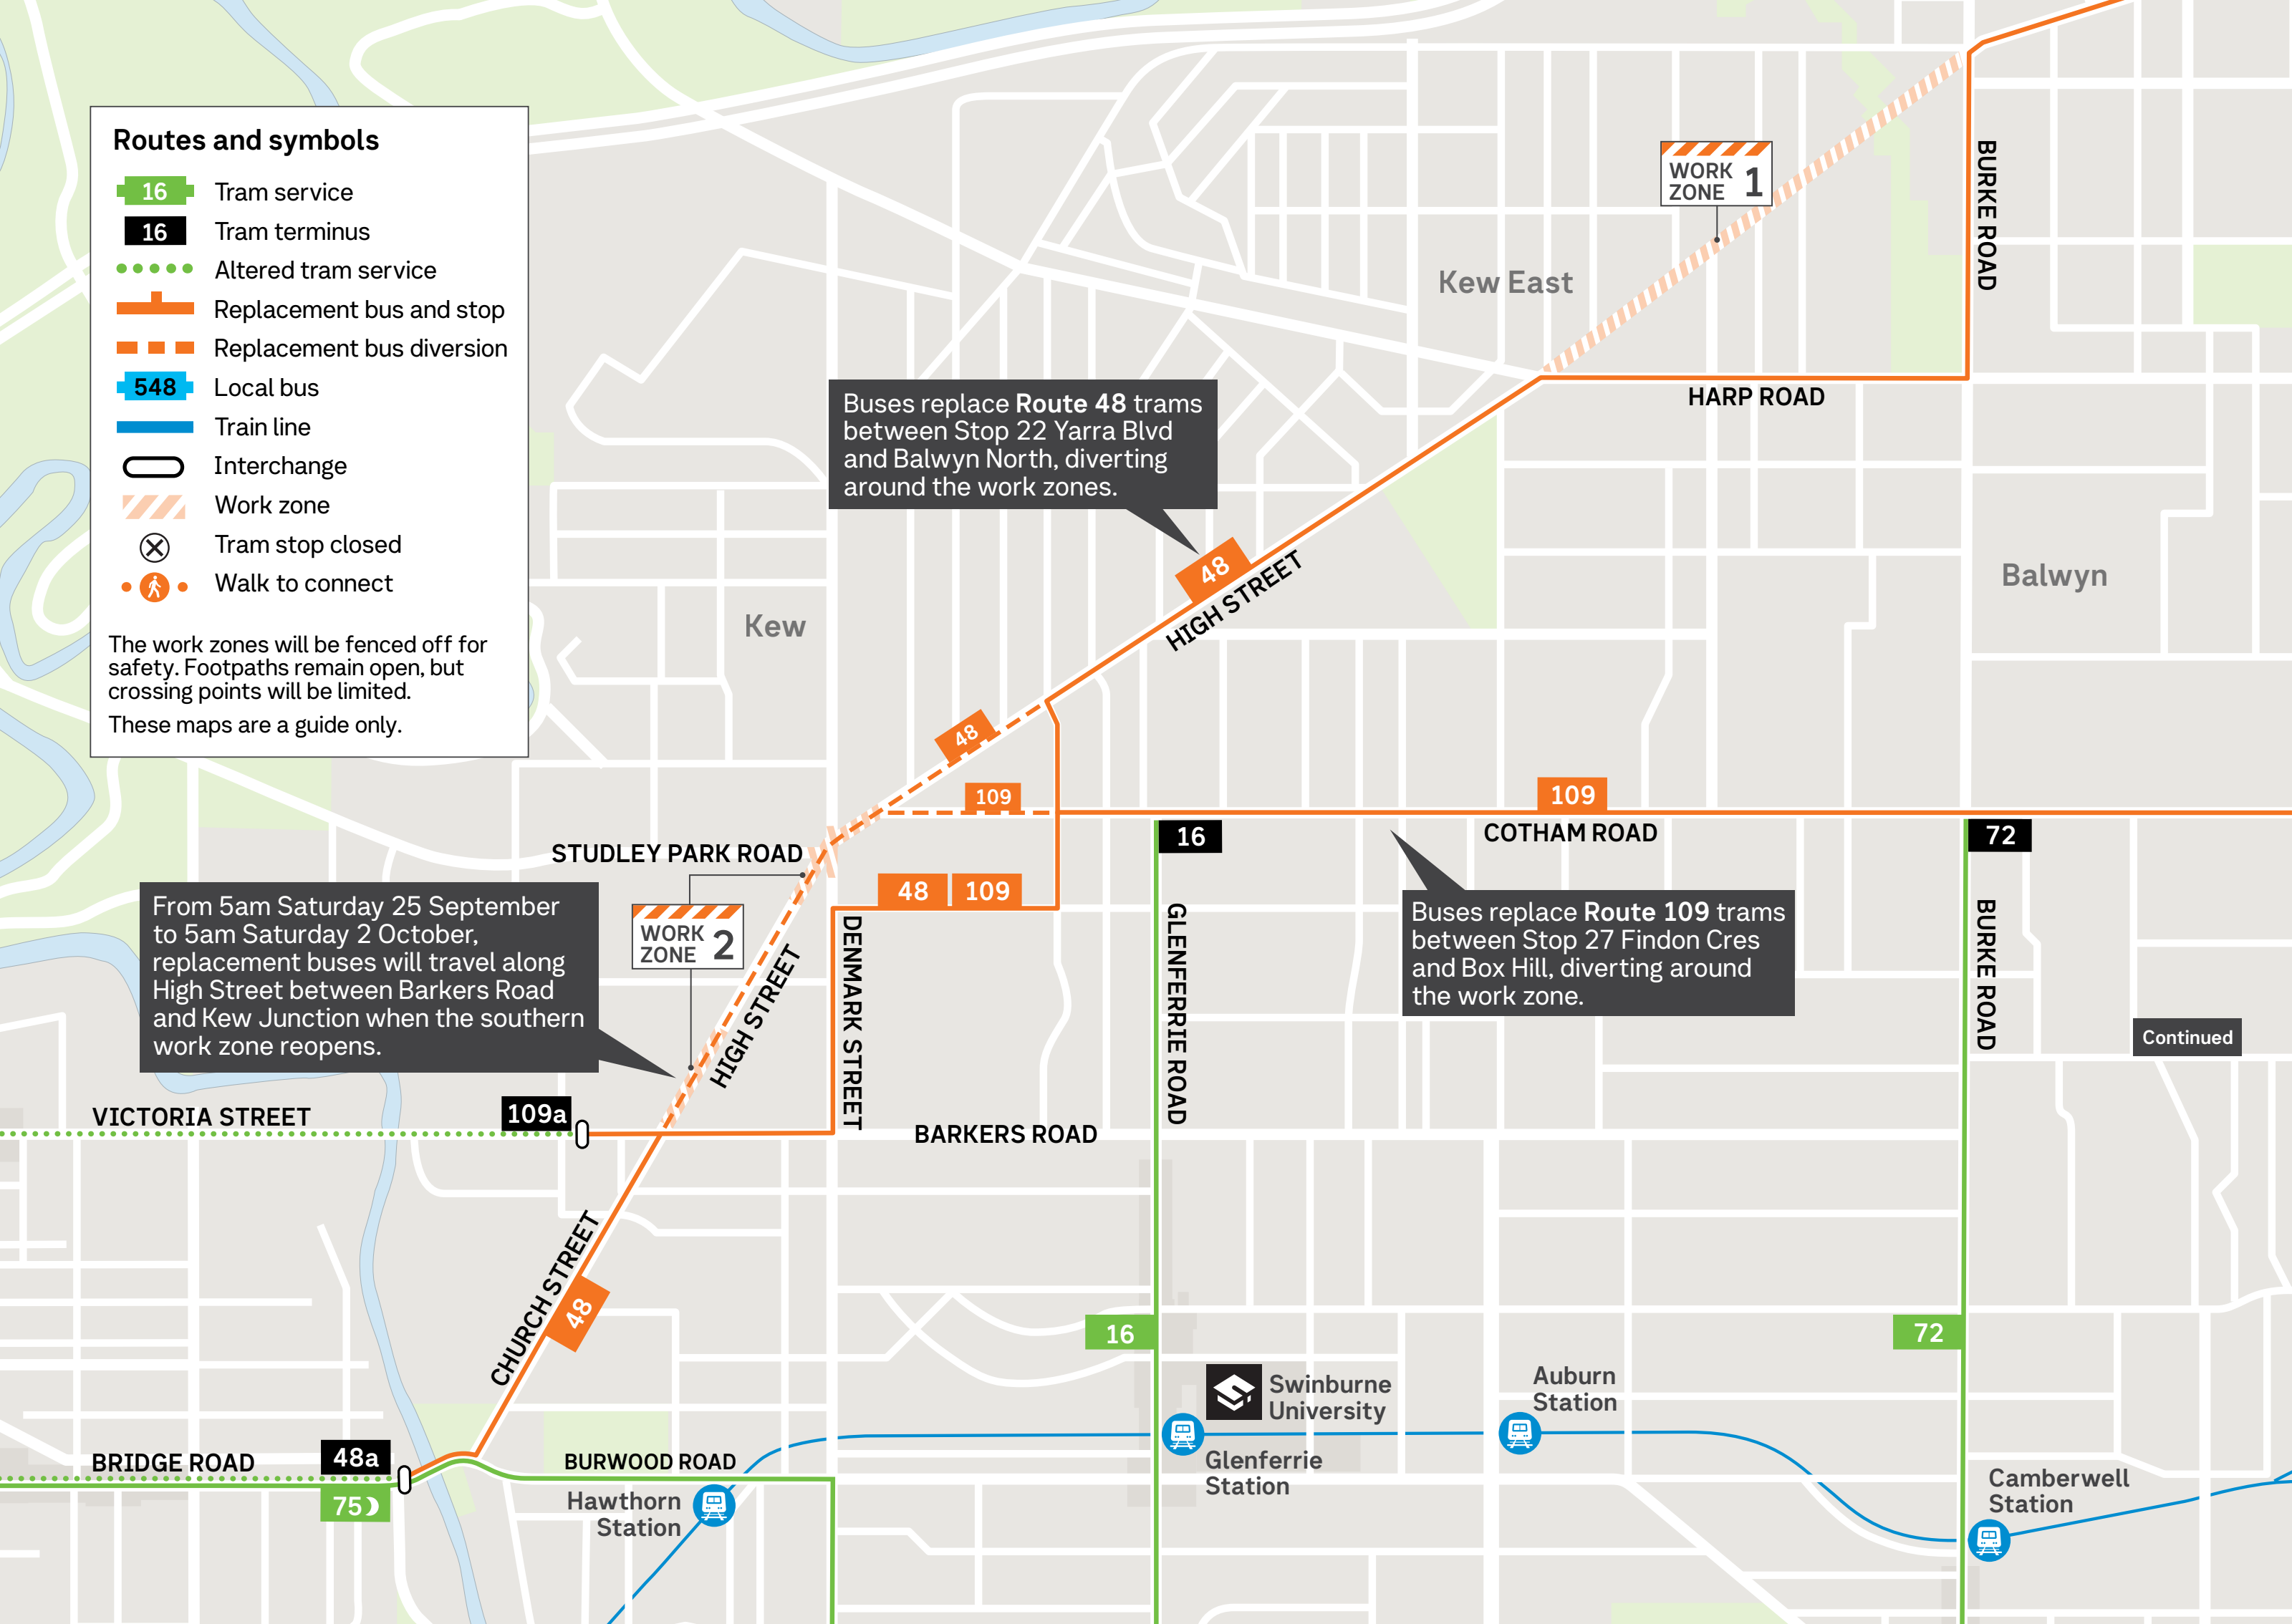 Routes and symbols
16 Tram service
16 Tram terminus
Altered tram service
Replacement bus and stop
Replacement bus diversion
548 Local bus
Train line
Interchange
Work zone
Tram stop closed
Walk to connect
The work zones will be fenced off for
safety. Footpaths remain open, but
crossing points will be limited.
These maps are a guide only.
WORK
ZONE 1
BURKE ROAD
Kew East
HARP ROAD
Buses replace Route 48 trams
between Stop 22 Yarra Blvd
and Balwyn North, diverting
around the work zones.
48
HIGH STREET
Balwyn
Kew
48
109
109
COTHAM ROAD
16
72
STUDLEY PARK ROAD
48 109
WORK
ZONE 2
From 5am Saturday 25 September
to 5am Saturday 2 October,
replacement buses will travel along
High Street between Barkers Road
and Kew Junction when the southern
work zone reopens.
HIGH STREET
DENMARK STREET
GLENFERRIE ROAD
Buses replace Route 109 trams
between Stop 27 Findon Cres
and Box Hill, diverting around
the work zone.
BURKE ROAD
Continued
VICTORIA STREET
109a
BARKERS ROAD
CHURCH STREET
48
16
72
Swinburne
University
Auburn
Station
Glenferrie
Station
BRIDGE ROAD
48a
75
BURWOOD ROAD
Hawthorn
Station
Camberwell
Station